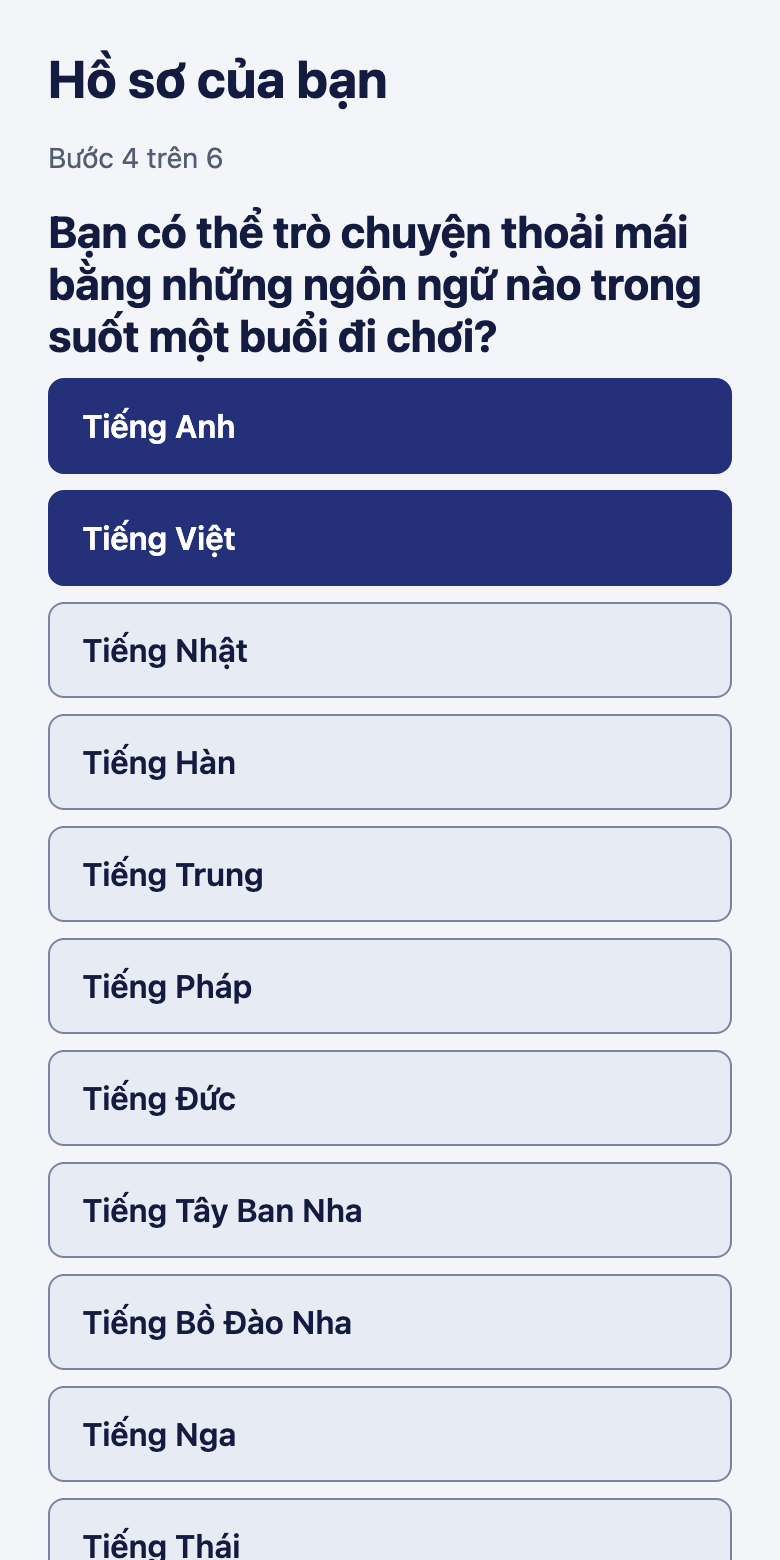 Hồ sơ của bạn
Bước 4 trên 6
Bạn có thể trò chuyện thoải mái
bằng những ngôn ngữ nào trong
suốt một buổi đi chơi?
Tiếng Anh
Tiếng Việt
Tiếng Nhật
Tiếng Hàn
Tiếng Trung
Tiếng Pháp
Tiếng Đức
Tiếng Tây Ban Nha
Tiếng Bồ Đào Nha
Tiếng Nga
Tiếng Thái